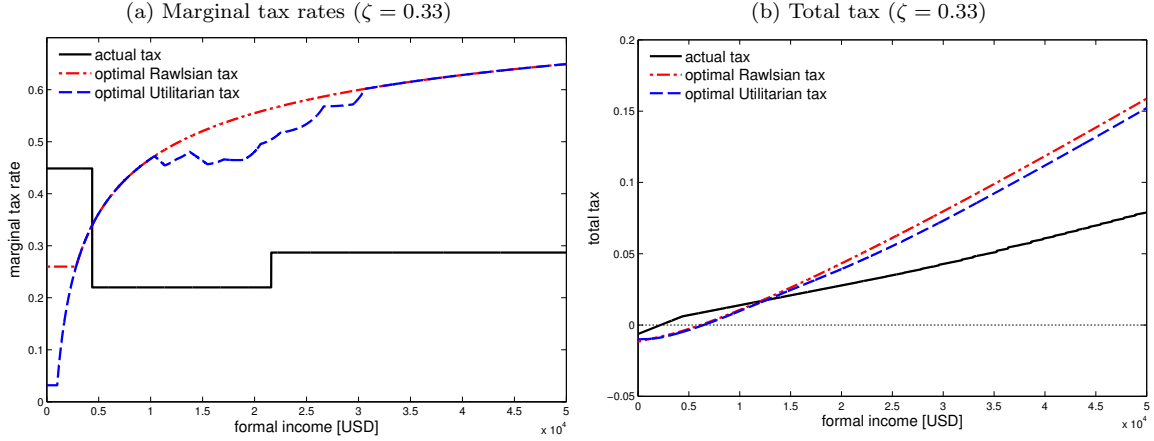 (a) Marginal tax rates (ζ = 0.33)
actual tax
optimal Rawlsian tax
optimal Utilitarian tax
marginal tax rate
0.6
0.5
0.4
0.3
0.2
0.1
0
0 0.5 1 1.5 2 2.5 3 3.5 4 4.5 5
x 10⁴
formal income [USD]
(b) Total tax (ζ = 0.33)
actual tax
optimal Rawlsian tax
optimal Utilitarian tax
total tax
0.2
0.15
0.1
0.05
0
−0.05
0 0.5 1 1.5 2 2.5 3 3.5 4 4.5 5
x 10⁴
formal income [USD]